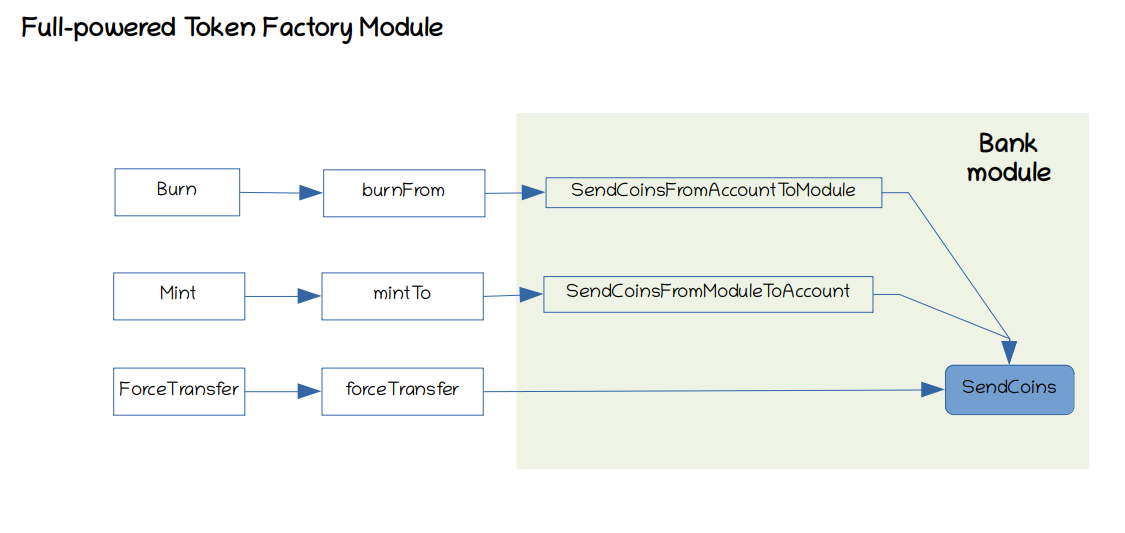 Full-powered Token Factory Module
Bank
module
Burn
burnFrom
SendCoinsFromAccountToModule
Mint
mintTo
SendCoinsFromModuleToAccount
ForceTransfer
forceTransfer
SendCoins